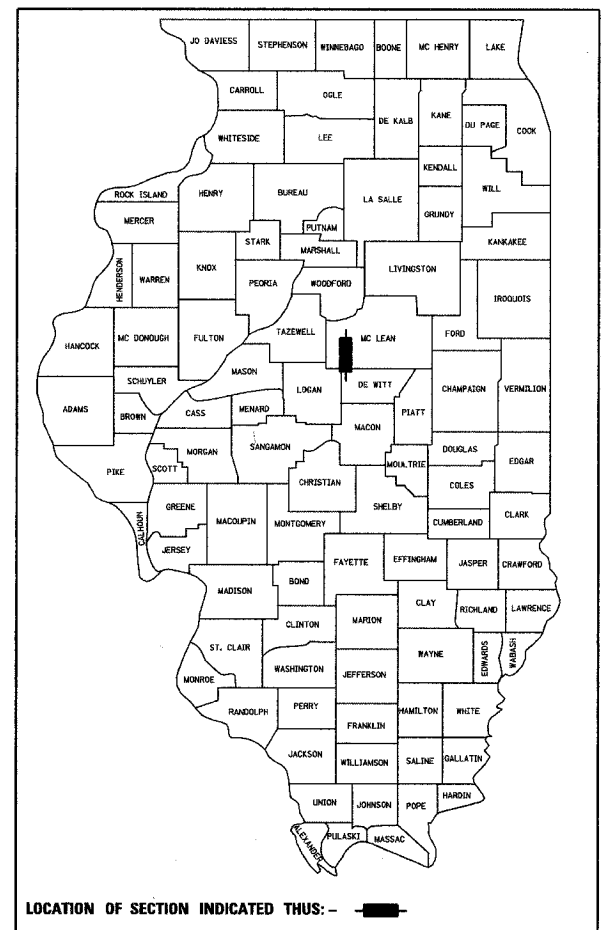 JO DAVIESS STEPHENSON WINNEBAGO BOONE MC HENRY LAKE
CARROLL OGLE DE KALB KANE DU PAGE COOK
WHITESIDE LEE KENDALL WILL
ROCK ISLAND HENRY BUREAU LA SALLE GRUNDY
MERCER PUTNAM KANKAKEE
HENDERSON WARREN KNOX STARK MARSHALL LIVINGSTON
PEORIA WOODFORD IROQUOIS
HANCOCK MC DONOUGH FULTON TAZEWELL MC LEAN FORD
MASON
SCHUYLER LOGAN DE WITT CHAMPAIGN VERMILION
ADAMS BROWN CASS MENARD PIATT
MACON
PIKE SCOTT MORGAN SANGAMON MOULTRIE DOUGLAS EDGAR
CHRISTIAN COLES
CALHOUN GREENE MACOUPIN MONTGOMERY SHELBY CUMBERLAND CLARK
JERSEY
FAYETTE EFFINGHAM JASPER CRAWFORD
MADISON BOND
CLAY RICHLAND LAWRENCE
CLINTON MARION
ST. CLAIR WAYNE EDWARDS WABASH
WASHINGTON JEFFERSON
MONROE
RANDOLPH PERRY HAMILTON WHITE
FRANKLIN
JACKSON WILLIAMSON SALINE GALLATIN
HARDIN
UNION JOHNSON POPE
ALEXANDER PULASKI MASSAC
LOCATION OF SECTION INDICATED THUS: -